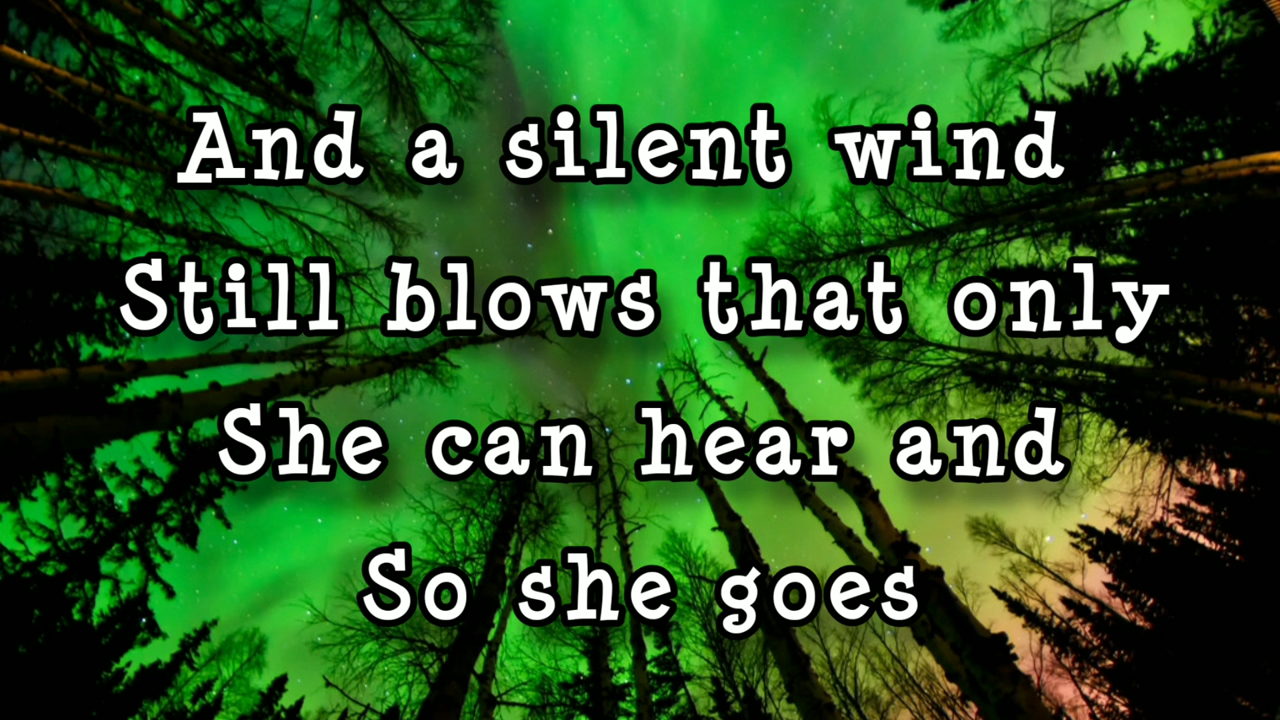 And a silent wind
Still blows that only
She can hear and
So she goes